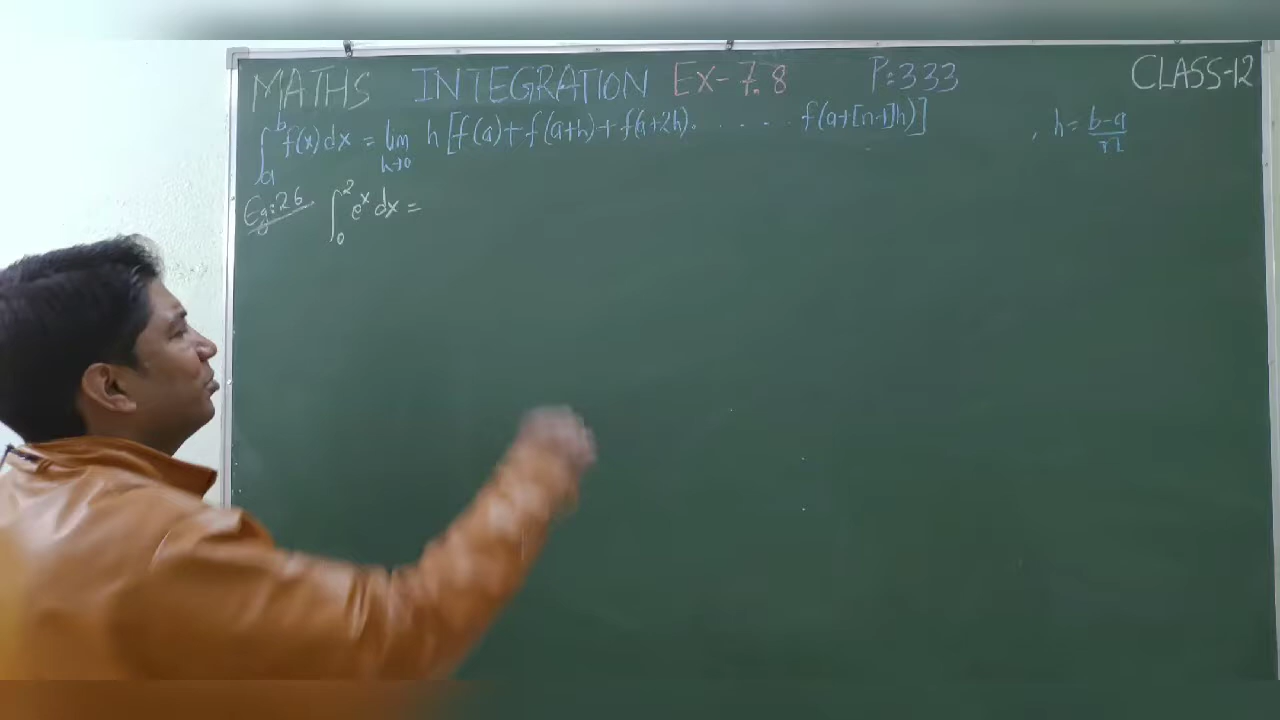 MATHS INTEGRATION Ex-7.8 P:333 CLASS-12
∫ₐᵇ f(x)dx = lim h→0 h[f(a)+f(a+h)+f(a+2h). . . . . f(a+[n-1]h)] , h = b-a/n
Eg:26 ∫₀² eˣ dx =